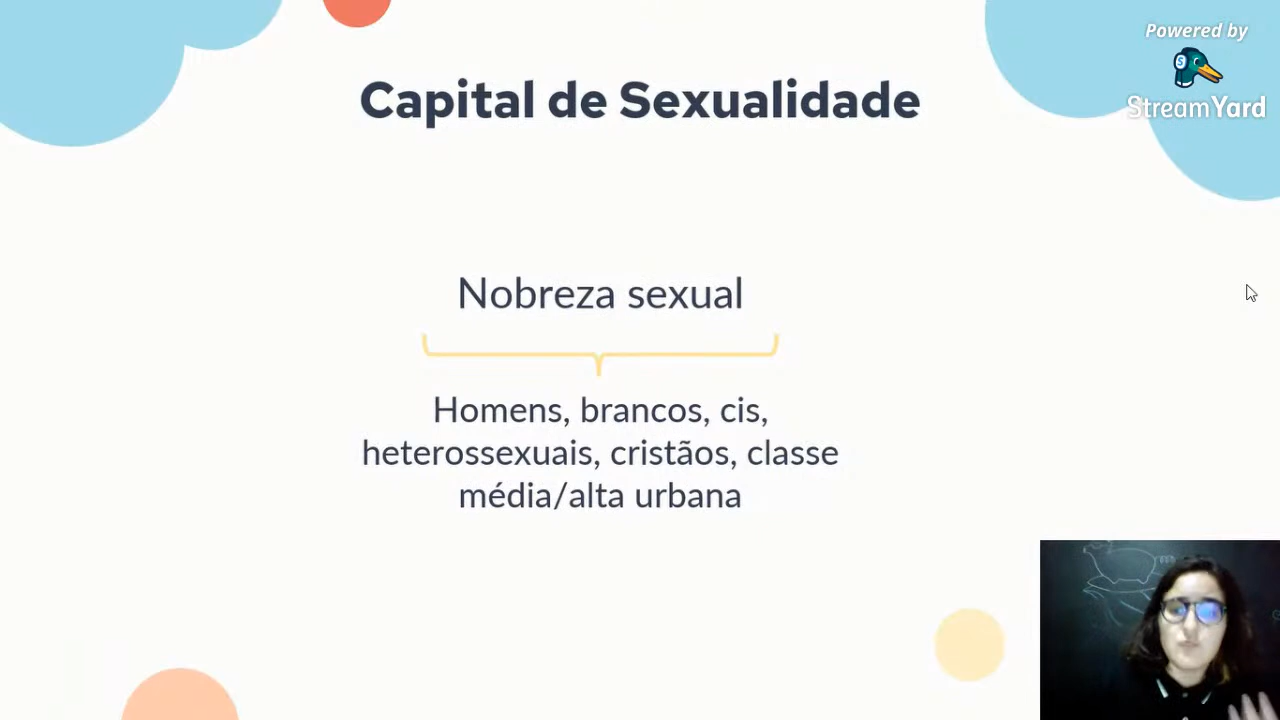 Powered by
StreamYard
Capital de Sexualidade
Nobreza sexual
Homens, brancos, cis,
heterossexuais, cristãos, classe
média/alta urbana